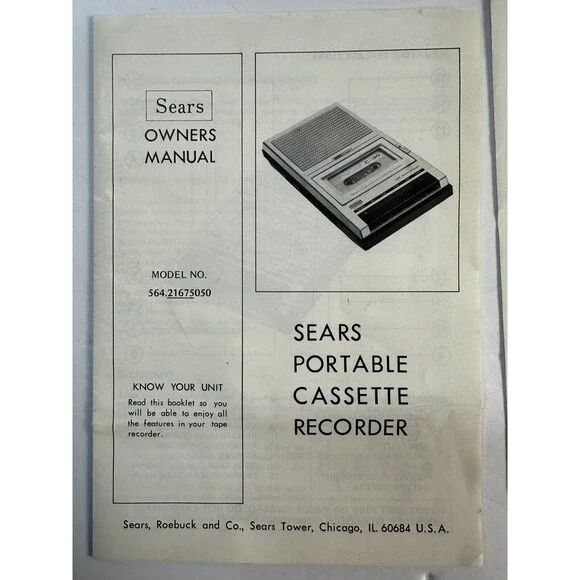 Sears
OWNERS
MANUAL
MODEL NO.
564.21675050
KNOW YOUR UNIT
Read this booklet so you
will be able to enjoy all
the features in your tape
recorder.
SEARS
PORTABLE
CASSETTE
RECORDER
Sears, Roebuck and Co., Sears Tower, Chicago, IL. 60684 U.S.A.